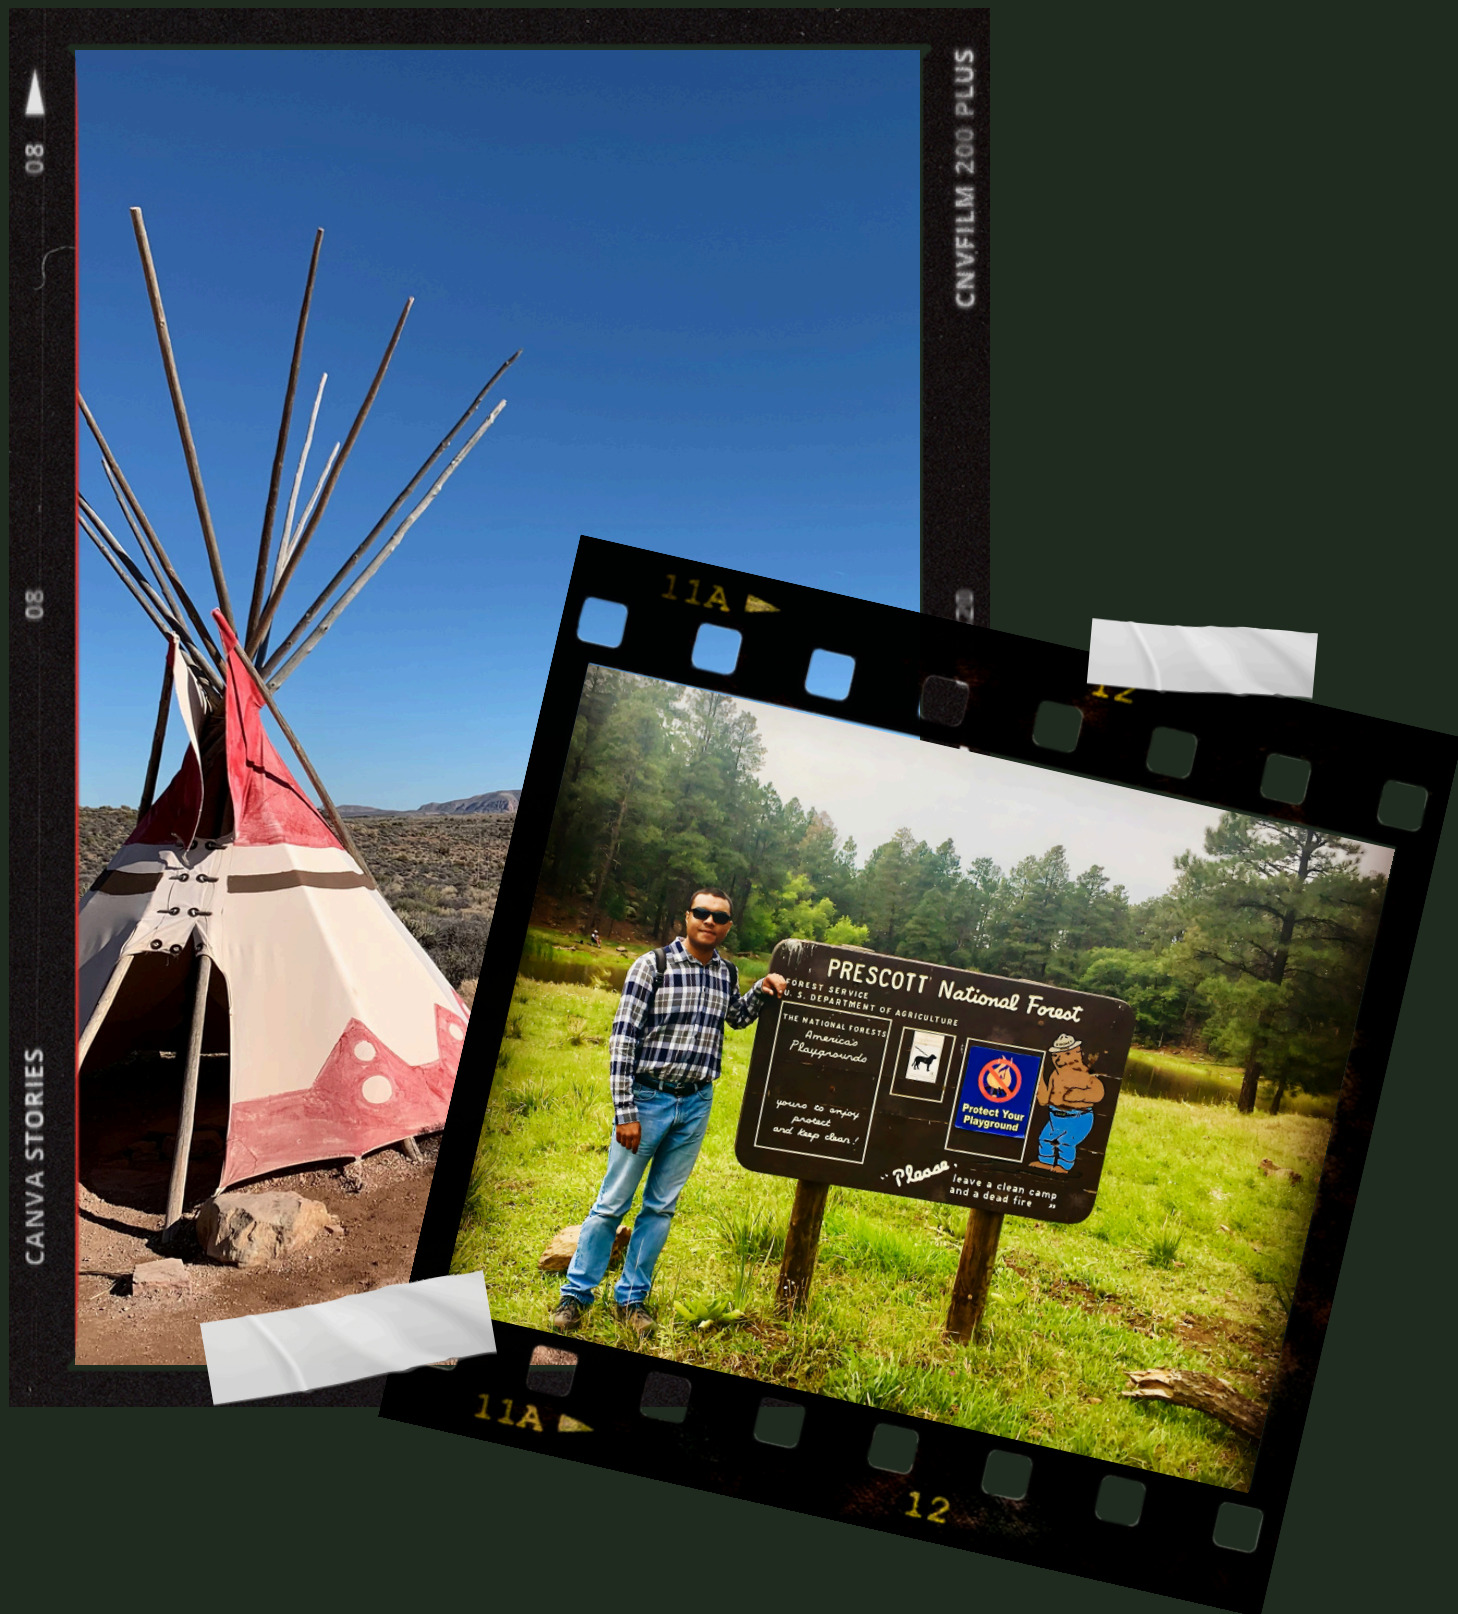 08
CNVFILM 200 PLUS
08
20
CANVA STORIES
11A
12
PRESCOTT National Forest
FOREST SERVICE
U. S. DEPARTMENT OF AGRICULTURE
THE NATIONAL FORESTS
America's
Playgrounds
yours to enjoy
protect
and keep clean!
Protect Your
Playground
"Please
leave a clean camp
and a dead fire "
11A
12